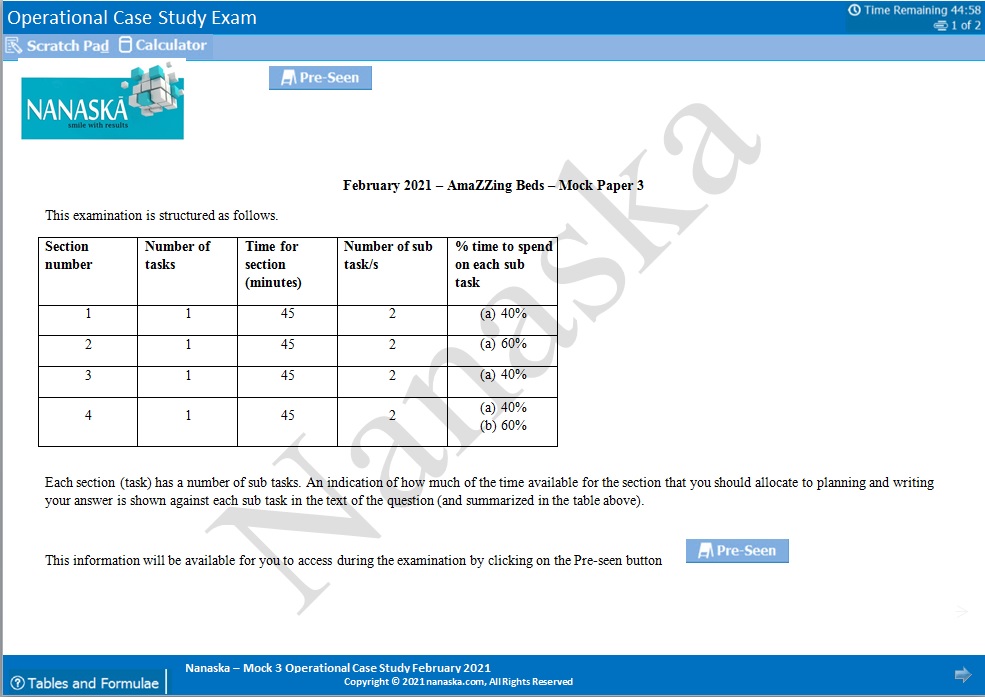 Operational Case Study Exam
Time Remaining 44:58
1 of 2
Scratch Pad Calculator
Pre-Seen
NANASKĀ
smile with results
February 2021 – AmaZZing Beds – Mock Paper 3
This examination is structured as follows.
Section number | Number of tasks | Time for section (minutes) | Number of sub task/s | % time to spend on each sub task
1 | 1 | 45 | 2 | (a) 40%
2 | 1 | 45 | 2 | (a) 60%
3 | 1 | 45 | 2 | (a) 40%
4 | 1 | 45 | 2 | (a) 40% (b) 60%
Each section (task) has a number of sub tasks. An indication of how much of the time available for the section that you should allocate to planning and writing
your answer is shown against each sub task in the text of the question (and summarized in the table above).
This information will be available for you to access during the examination by clicking on the Pre-seen button
Pre-Seen
Nanaska
Nanaska – Mock 3 Operational Case Study February 2021
Copyright © 2021 nanaska.com, All Rights Reserved
Tables and Formulae